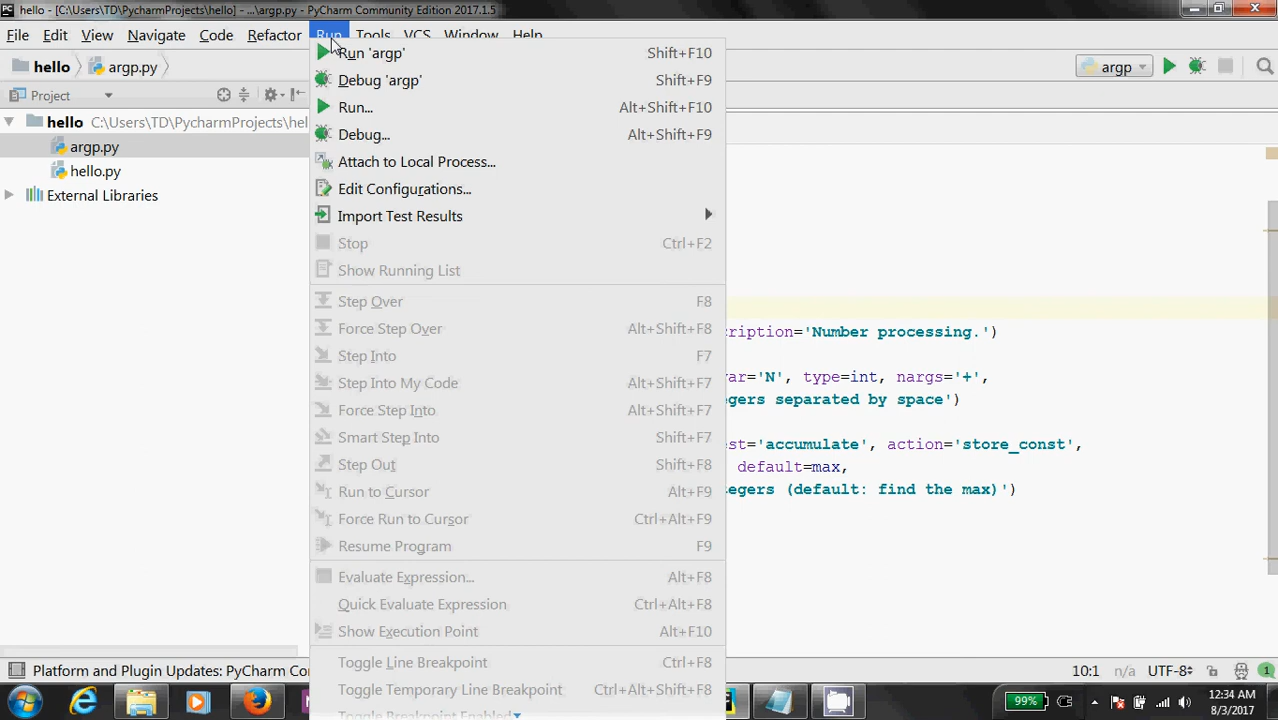 hello - [C:\Users\TD\PycharmProjects\hello] - ...\argp.py - PyCharm Community Edition 2017.1.5
File Edit View Navigate Code Refactor Run Tools VCS Window Help
hello argp.py argp
Project
hello C:\Users\TD\PycharmProjects\hel
argp.py
hello.py
External Libraries
Run 'argp' Shift+F10
Debug 'argp' Shift+F9
Run... Alt+Shift+F10
Debug... Alt+Shift+F9
Attach to Local Process...
Edit Configurations...
Import Test Results
Stop Ctrl+F2
Show Running List
Step Over F8
Force Step Over Alt+Shift+F8
Step Into F7
Step Into My Code Alt+Shift+F7
Force Step Into Alt+Shift+F7
Smart Step Into Shift+F7
Step Out Shift+F8
Run to Cursor Alt+F9
Force Run to Cursor Ctrl+Alt+F9
Resume Program F9
Evaluate Expression... Alt+F8
Quick Evaluate Expression Ctrl+Alt+F8
Show Execution Point Alt+F10
Toggle Line Breakpoint Ctrl+F8
Toggle Temporary Line Breakpoint Ctrl+Alt+Shift+F8
Toggle Breakpoint Enabled
cription='Number processing.')
var='N', type=int, nargs='+',
egers separated by space')
est='accumulate', action='store_const',
default=max,
tegers (default: find the max)')
Platform and Plugin Updates: PyCharm Com
10:1 n/a UTF-8 1
99%
12:34 AM
8/3/2017